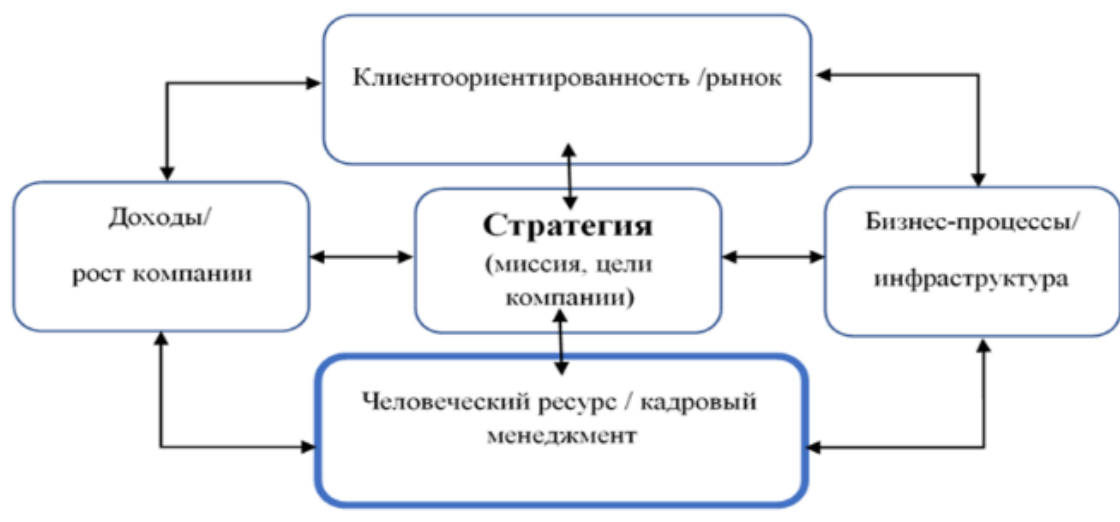 Клиентоориентированность /рынок
Доходы/
рост компании
Стратегия
(миссия, цели
компании)
Бизнес-процессы/
инфраструктура
Человеческий ресурс / кадровый
менеджмент